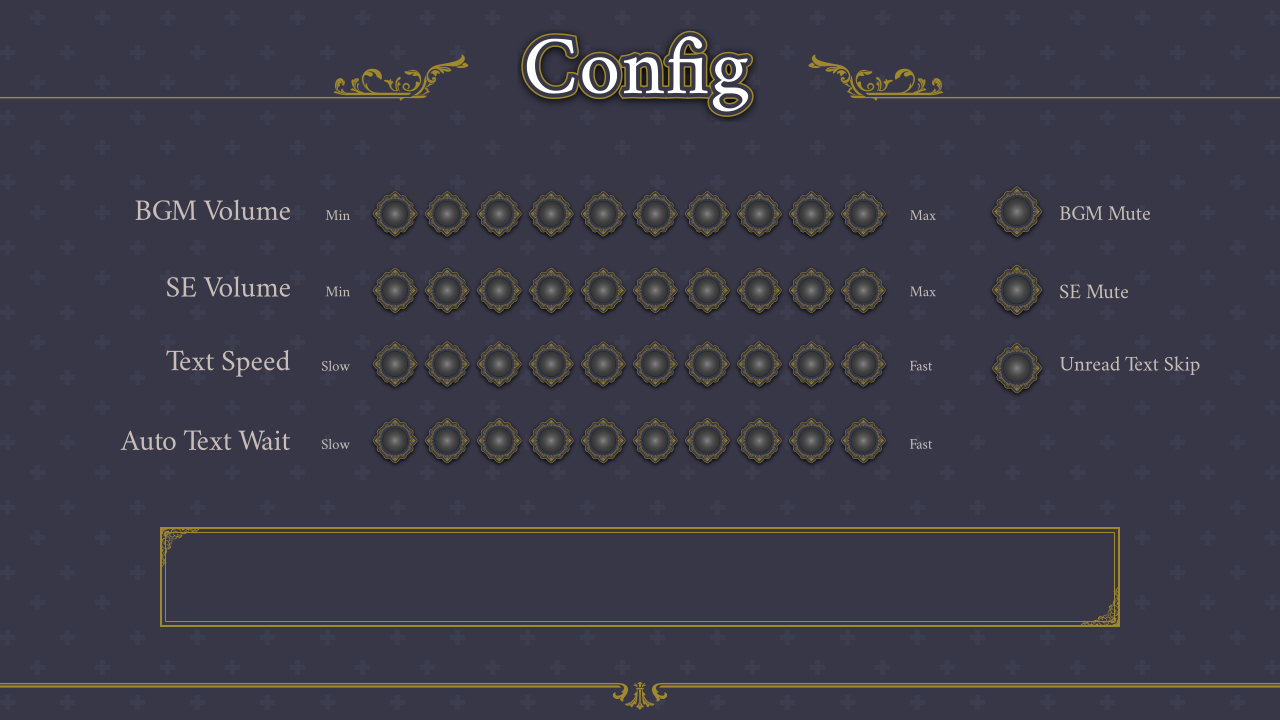 Config
BGM Volume Min Max BGM Mute
SE Volume Min Max SE Mute
Text Speed Slow Fast Unread Text Skip
Auto Text Wait Slow Fast